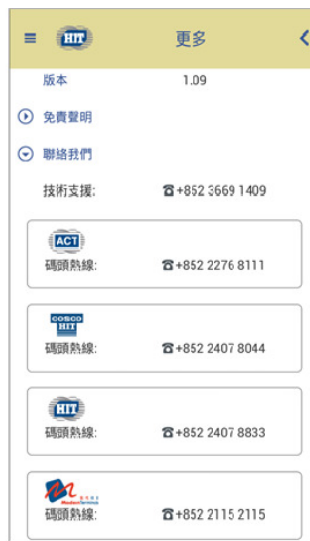 HIT 更多
版本 1.09
免責聲明
聯絡我們
技術支援: ☎+852 3669 1409
ACT
碼頭熱線: ☎+852 2276 8111
COSCO
HIT
碼頭熱線: ☎+852 2407 8044
HIT
碼頭熱線: ☎+852 2407 8833
ModernTerminals
碼頭熱線: ☎+852 2115 2115